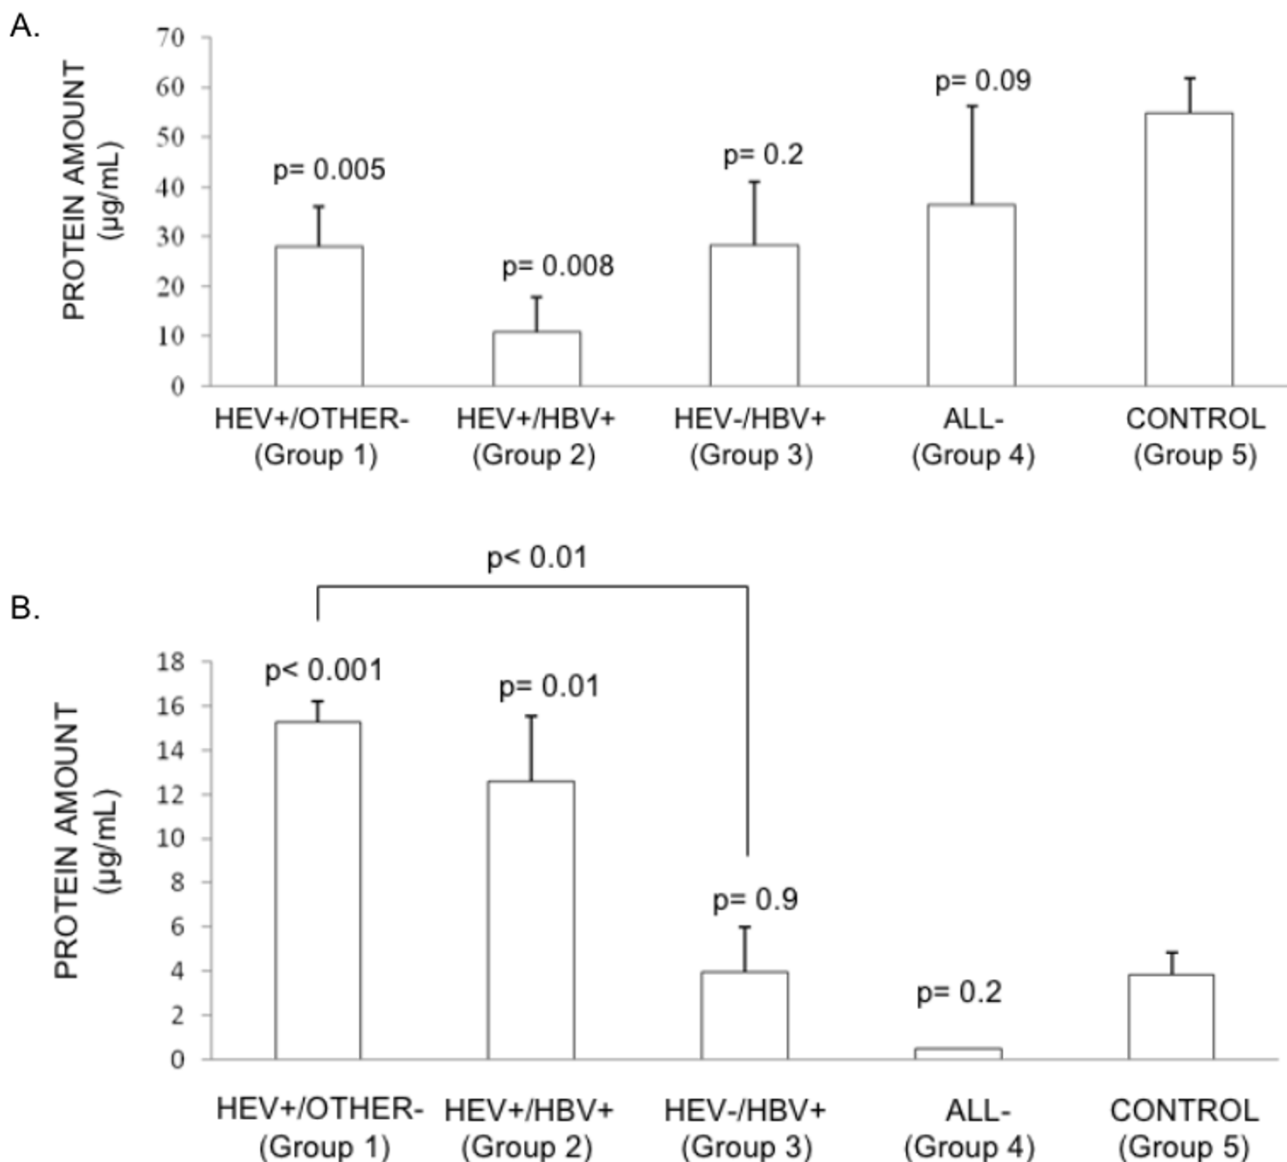 A.
PROTEIN AMOUNT
(µg/mL)
70
60
50
40
30
20
10
0
p= 0.005
p= 0.008
p= 0.2
p= 0.09
HEV+/OTHER- HEV+/HBV+ HEV-/HBV+ ALL- CONTROL
(Group 1) (Group 2) (Group 3) (Group 4) (Group 5)
p< 0.01
B.
PROTEIN AMOUNT
(µg/mL)
18
16
14
12
10
8
6
4
2
0
p< 0.001
p= 0.01
p= 0.9
p= 0.2
HEV+/OTHER- HEV+/HBV+ HEV-/HBV+ ALL- CONTROL
(Group 1) (Group 2) (Group 3) (Group 4) (Group 5)